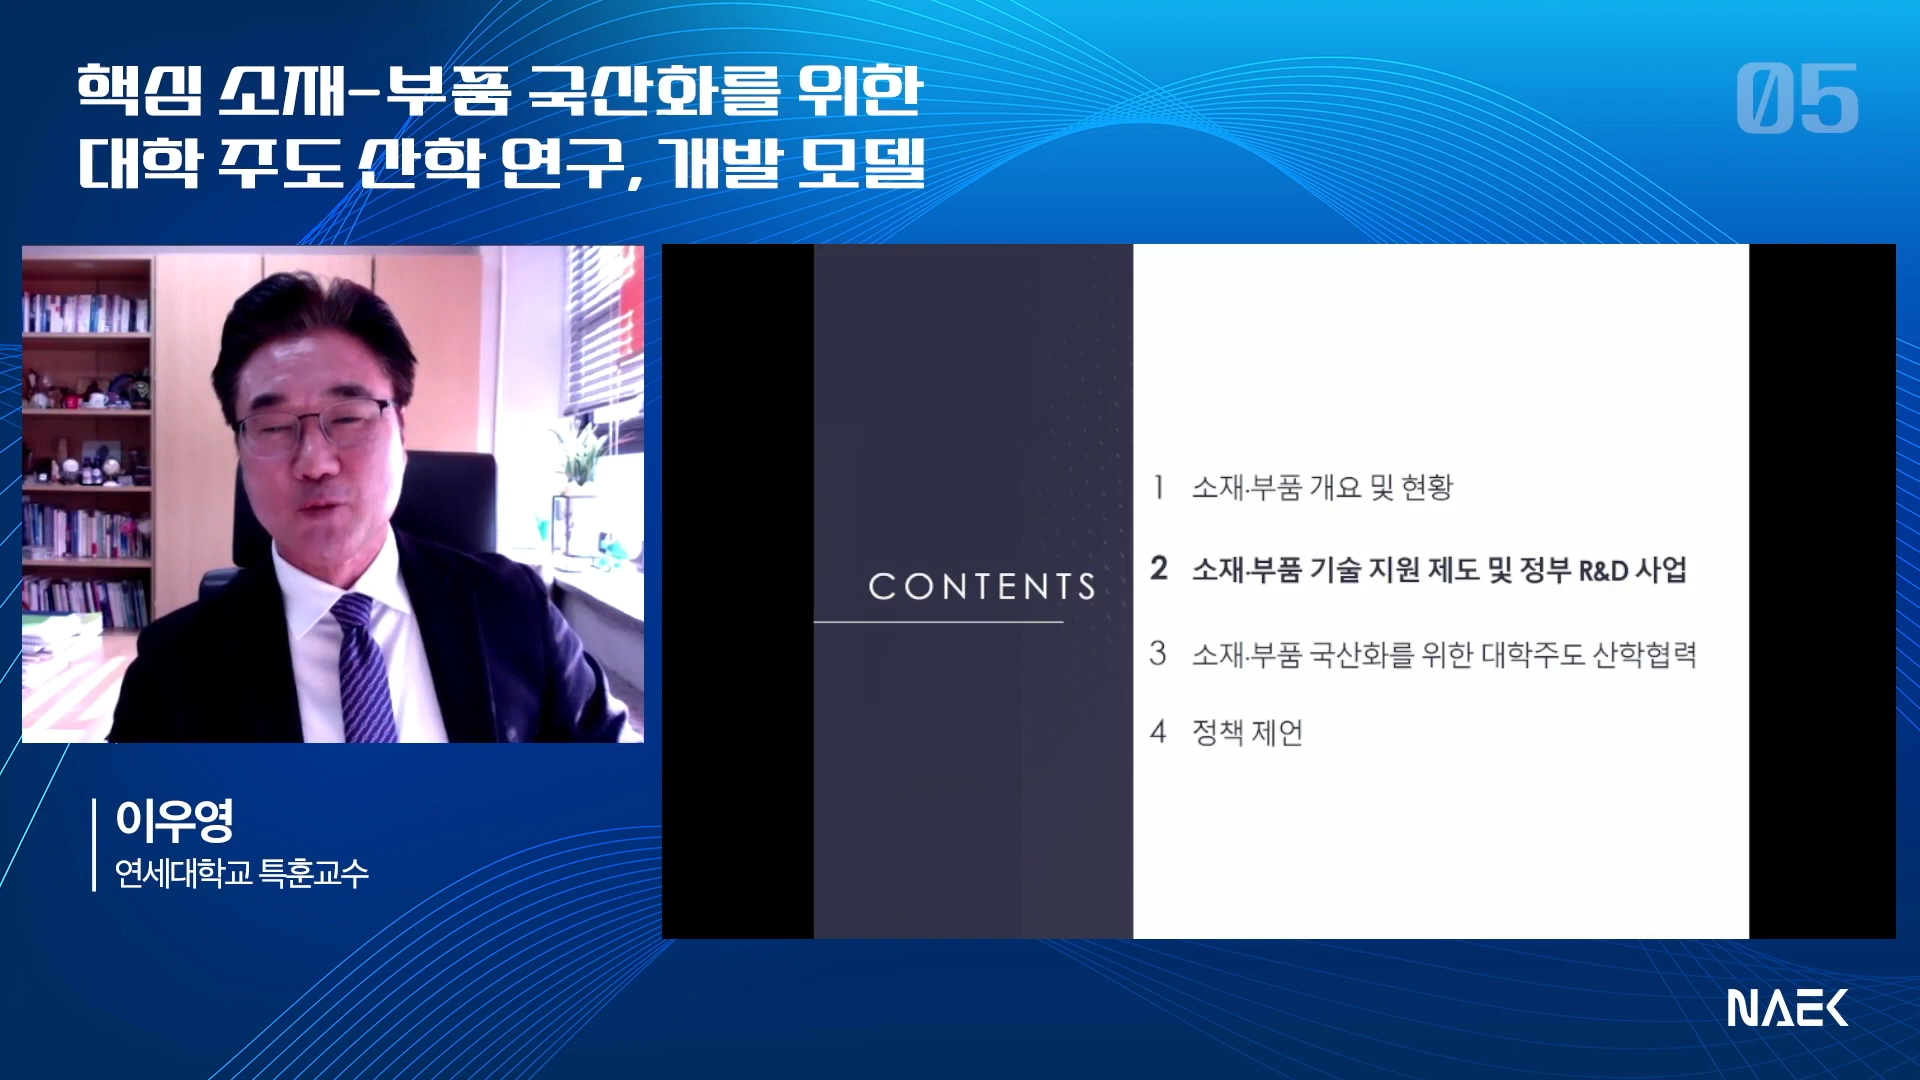 핵심 소재-부품 국산화를 위한
대학 주도 산학 연구, 개발 모델
05
CONTENTS
1 소재·부품 개요 및 현황
2 소재·부품 기술 지원 제도 및 정부 R&D 사업
3 소재·부품 국산화를 위한 대학주도 산학협력
4 정책 제언
이우영
연세대학교 특훈교수
NAEK